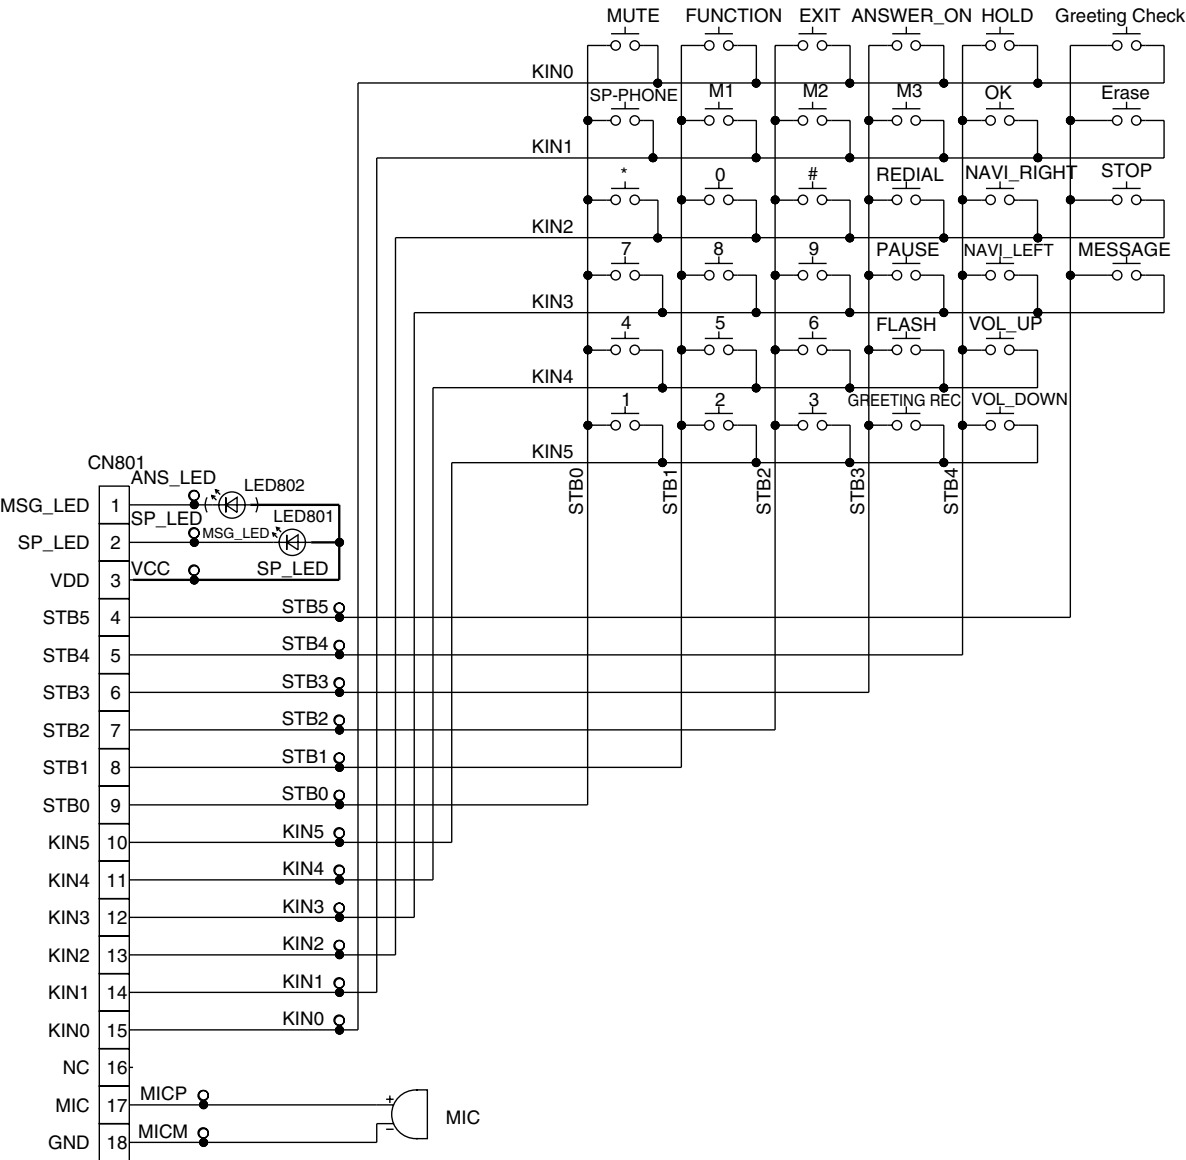 MUTE FUNCTION EXIT ANSWER_ON HOLD Greeting Check
KIN0
SP-PHONE M1 M2 M3 OK Erase
KIN1
* 0 # REDIAL NAVI_RIGHT STOP
KIN2
7 8 9 PAUSE NAVI_LEFT MESSAGE
KIN3
4 5 6 FLASH VOL_UP
KIN4
1 2 3 GREETING REC VOL_DOWN
KIN5
STB0 STB1 STB2 STB3 STB4
CN801
ANS_LED LED802
MSG_LED 1
SP_LED MSG_LED LED801
SP_LED 2
VCC SP_LED
VDD 3
STB5
STB5 4
STB4
STB4 5
STB3
STB3 6
STB2
STB2 7
STB1
STB1 8
STB0
STB0 9
KIN5
KIN5 10
KIN4
KIN4 11
KIN3
KIN3 12
KIN2
KIN2 13
KIN1
KIN1 14
KIN0
KIN0 15
NC 16
MICP +
MIC 17
MIC
MICM −
GND 18